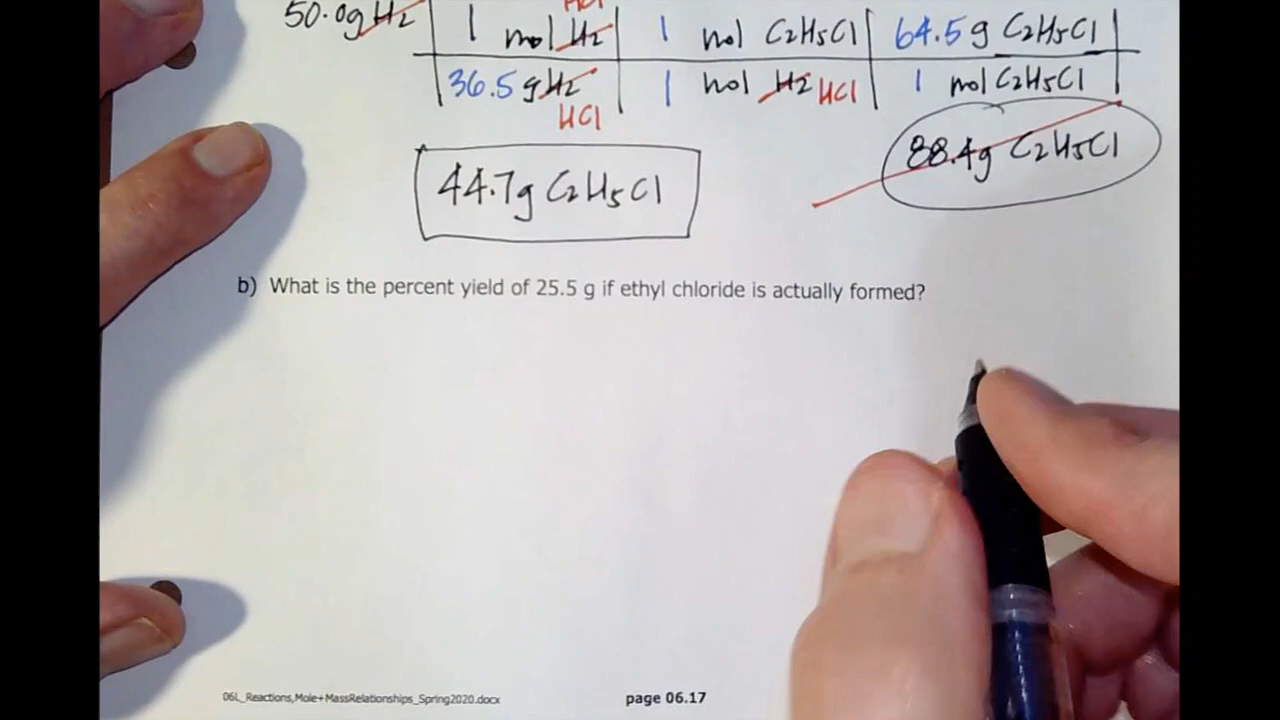 HCl
50.0g H2 1 mol H2 1 mol C2H5Cl 64.5g C2H5Cl
36.5 g H2 1 mol H2 HCl 1 mol C2H5Cl
HCl
88.4g C2H5Cl
44.7g C2H5Cl
b) What is the percent yield of 25.5 g if ethyl chloride is actually formed?
06L_Reactions,Mole+MassRelationships_Spring2020.docx page 06.17